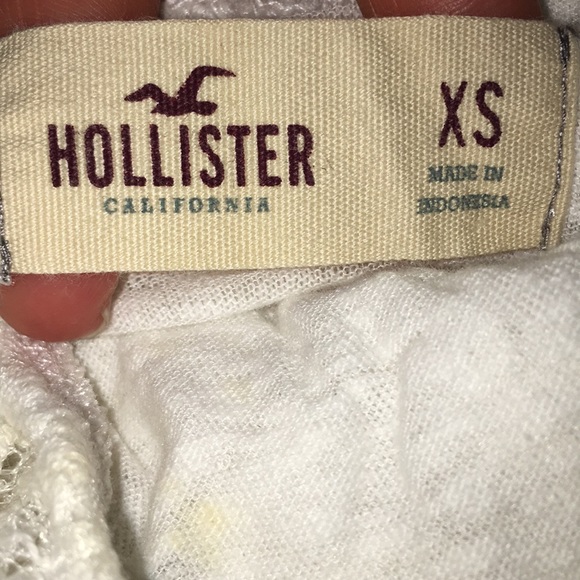 HOLLISTER
CALIFORNIA
XS
MADE IN
INDONESIA